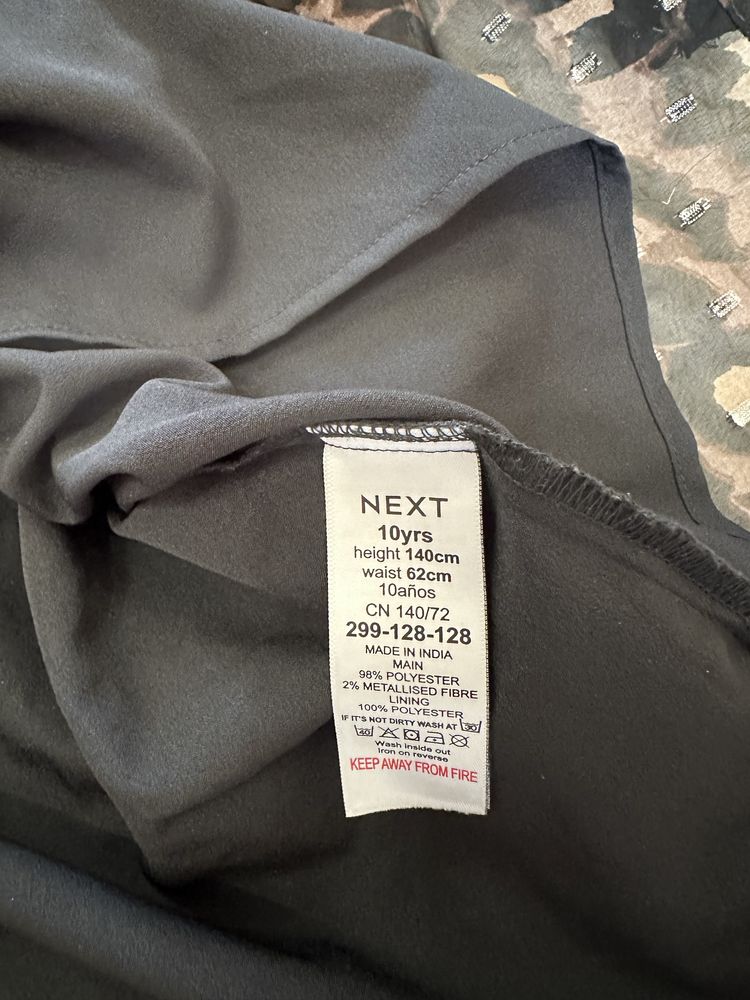 NEXT
10yrs
height 140cm
waist 62cm
10años
CN 140/72
299-128-128
MADE IN INDIA
MAIN
98% POLYESTER
2% METALLISED FIBRE
LINING
100% POLYESTER
IF IT'S NOT DIRTY WASH AT 30
40
Wash inside out
Iron on reverse
KEEP AWAY FROM FIRE